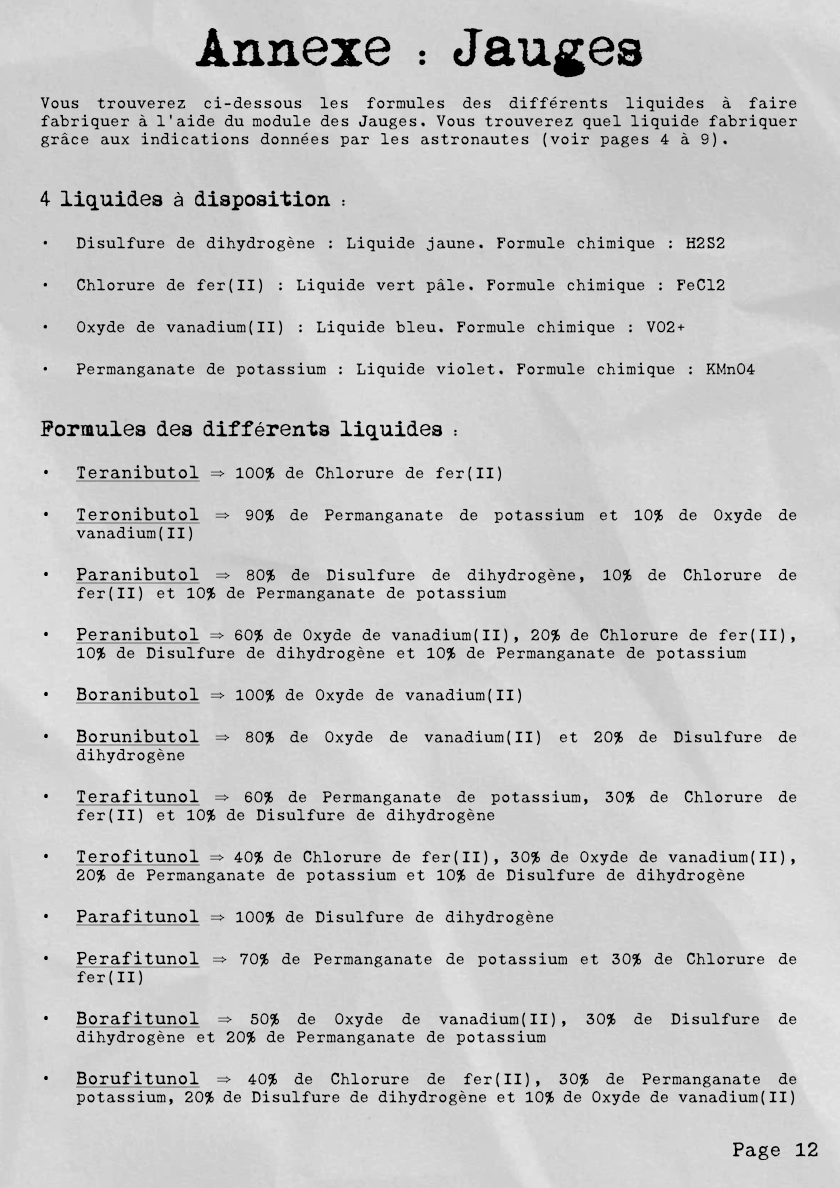 Annexe : Jauges
Vous trouverez ci-dessous les formules des différents liquides à faire
fabriquer à l'aide du module des Jauges. Vous trouverez quel liquide fabriquer
grâce aux indications données par les astronautes (voir pages 4 à 9).
4 liquides à disposition :
• Disulfure de dihydrogène : Liquide jaune. Formule chimique : H2S2
• Chlorure de fer(II) : Liquide vert pâle. Formule chimique : FeCl2
• Oxyde de vanadium(II) : Liquide bleu. Formule chimique : VO2+
• Permanganate de potassium : Liquide violet. Formule chimique : KMnO4
Formules des différents liquides :
• Teranibutol ⇒ 100% de Chlorure de fer(II)
• Teronibutol ⇒ 90% de Permanganate de potassium et 10% de Oxyde de
vanadium(II)
• Paranibutol ⇒ 80% de Disulfure de dihydrogène, 10% de Chlorure de
fer(II) et 10% de Permanganate de potassium
• Peranibutol ⇒ 60% de Oxyde de vanadium(II), 20% de Chlorure de fer(II),
10% de Disulfure de dihydrogène et 10% de Permanganate de potassium
• Boranibutol ⇒ 100% de Oxyde de vanadium(II)
• Borunibutol ⇒ 80% de Oxyde de vanadium(II) et 20% de Disulfure de
dihydrogène
• Terafitunol ⇒ 60% de Permanganate de potassium, 30% de Chlorure de
fer(II) et 10% de Disulfure de dihydrogène
• Terofitunol ⇒ 40% de Chlorure de fer(II), 30% de Oxyde de vanadium(II),
20% de Permanganate de potassium et 10% de Disulfure de dihydrogène
• Parafitunol ⇒ 100% de Disulfure de dihydrogène
• Perafitunol ⇒ 70% de Permanganate de potassium et 30% de Chlorure de
fer(II)
• Borafitunol ⇒ 50% de Oxyde de vanadium(II), 30% de Disulfure de
dihydrogène et 20% de Permanganate de potassium
• Borufitunol ⇒ 40% de Chlorure de fer(II), 30% de Permanganate de
potassium, 20% de Disulfure de dihydrogène et 10% de Oxyde de vanadium(II)
Page 12